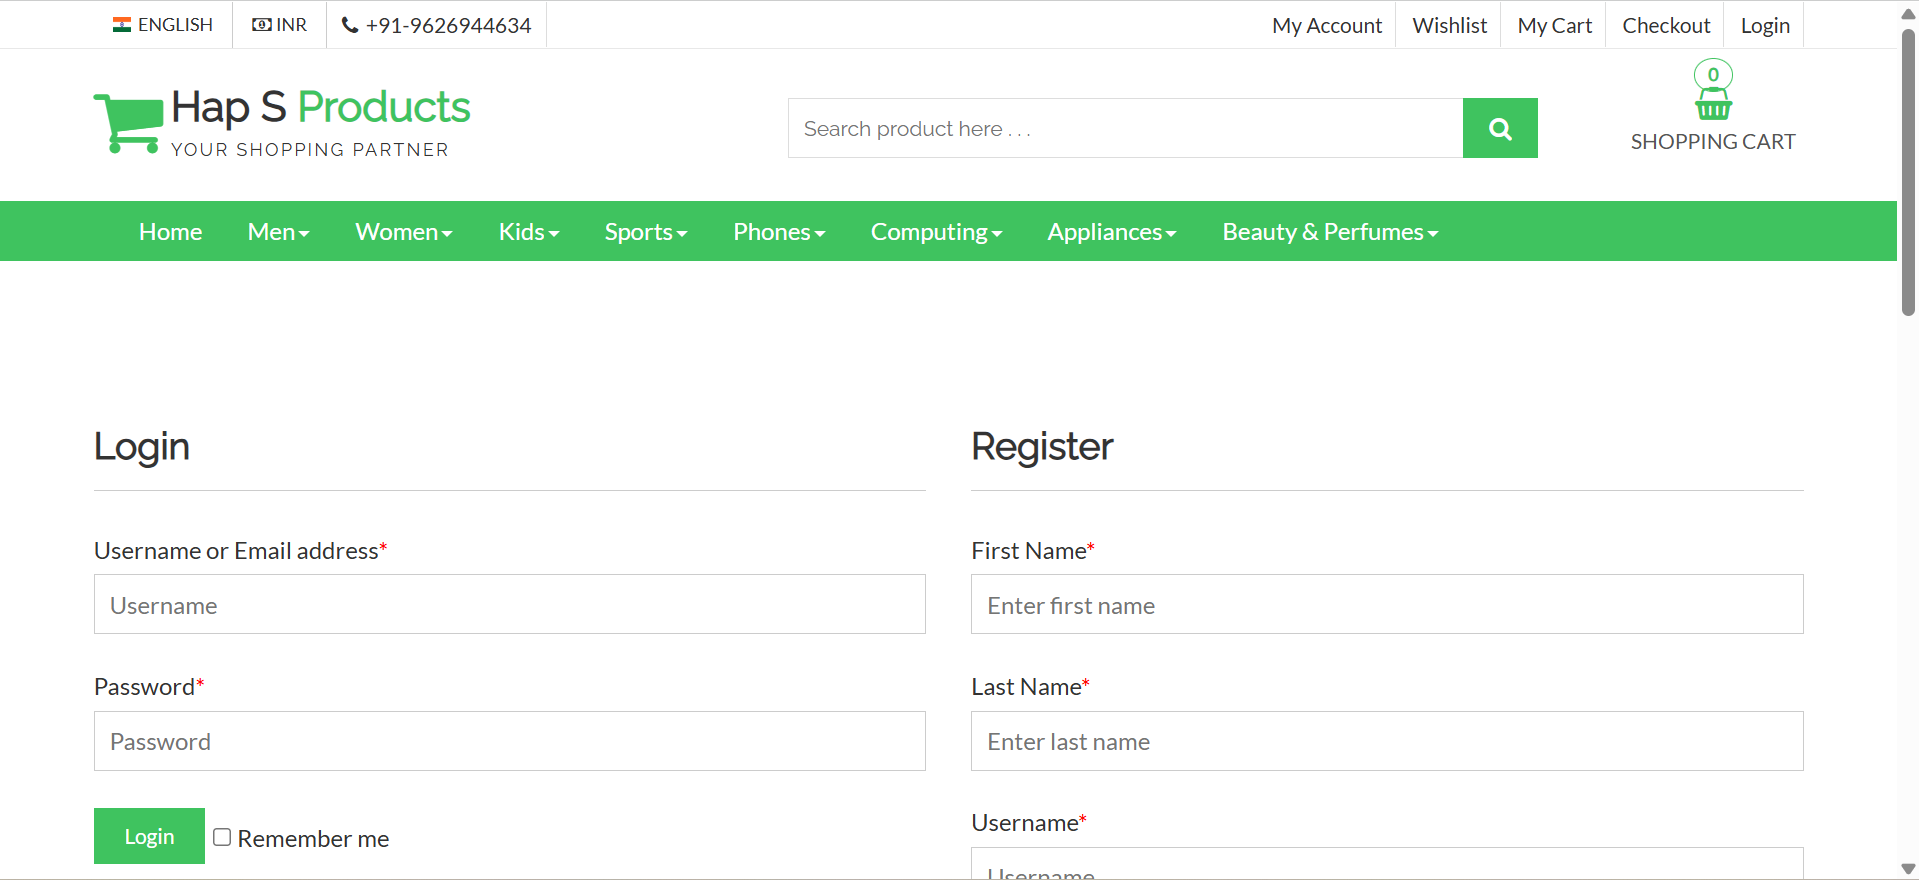 ENGLISH INR +91-9626944634 My Account Wishlist My Cart Checkout Login
Hap S Products
YOUR SHOPPING PARTNER
Search product here . . .
0
SHOPPING CART
Home Men Women Kids Sports Phones Computing Appliances Beauty & Perfumes
Login
Username or Email address*
Username
Password*
Password
Login Remember me
Register
First Name*
Enter first name
Last Name*
Enter last name
Username*
Username